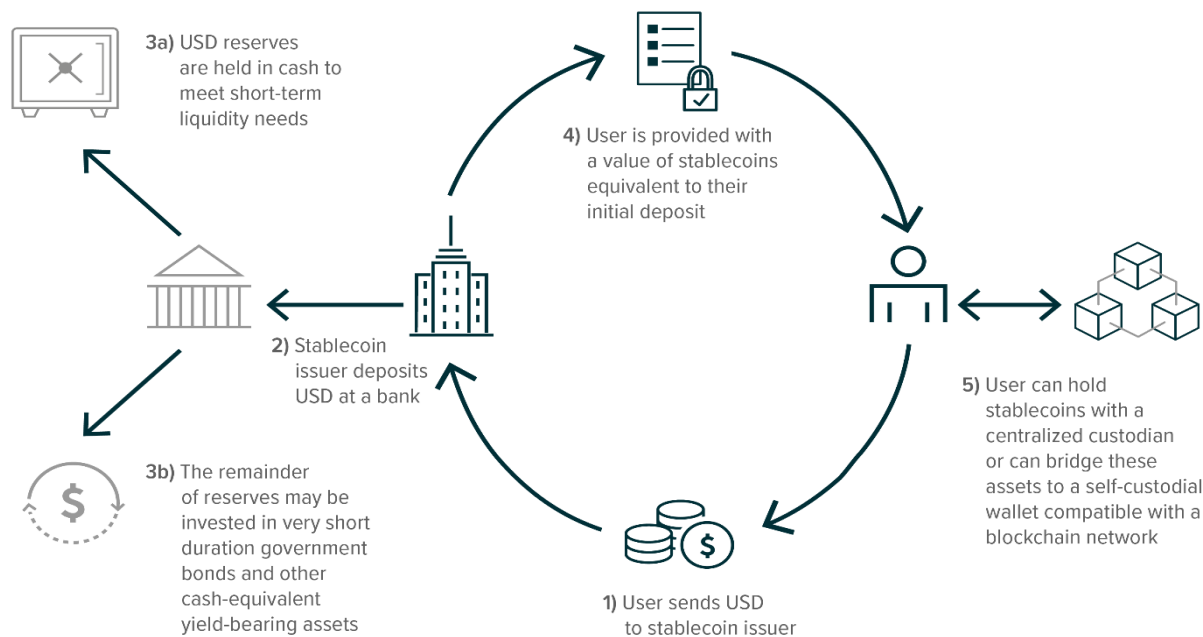 3a) USD reserves
are held in cash to
meet short-term
liquidity needs
4) User is provided with
a value of stablecoins
equivalent to their
initial deposit
2) Stablecoin
issuer deposits
USD at a bank
5) User can hold
stablecoins with a
centralized custodian
or can bridge these
assets to a self-custodial
wallet compatible with a
blockchain network
3b) The remainder
of reserves may be
invested in very short
duration government
bonds and other
cash-equivalent
yield-bearing assets
$
$
1) User sends USD
to stablecoin issuer